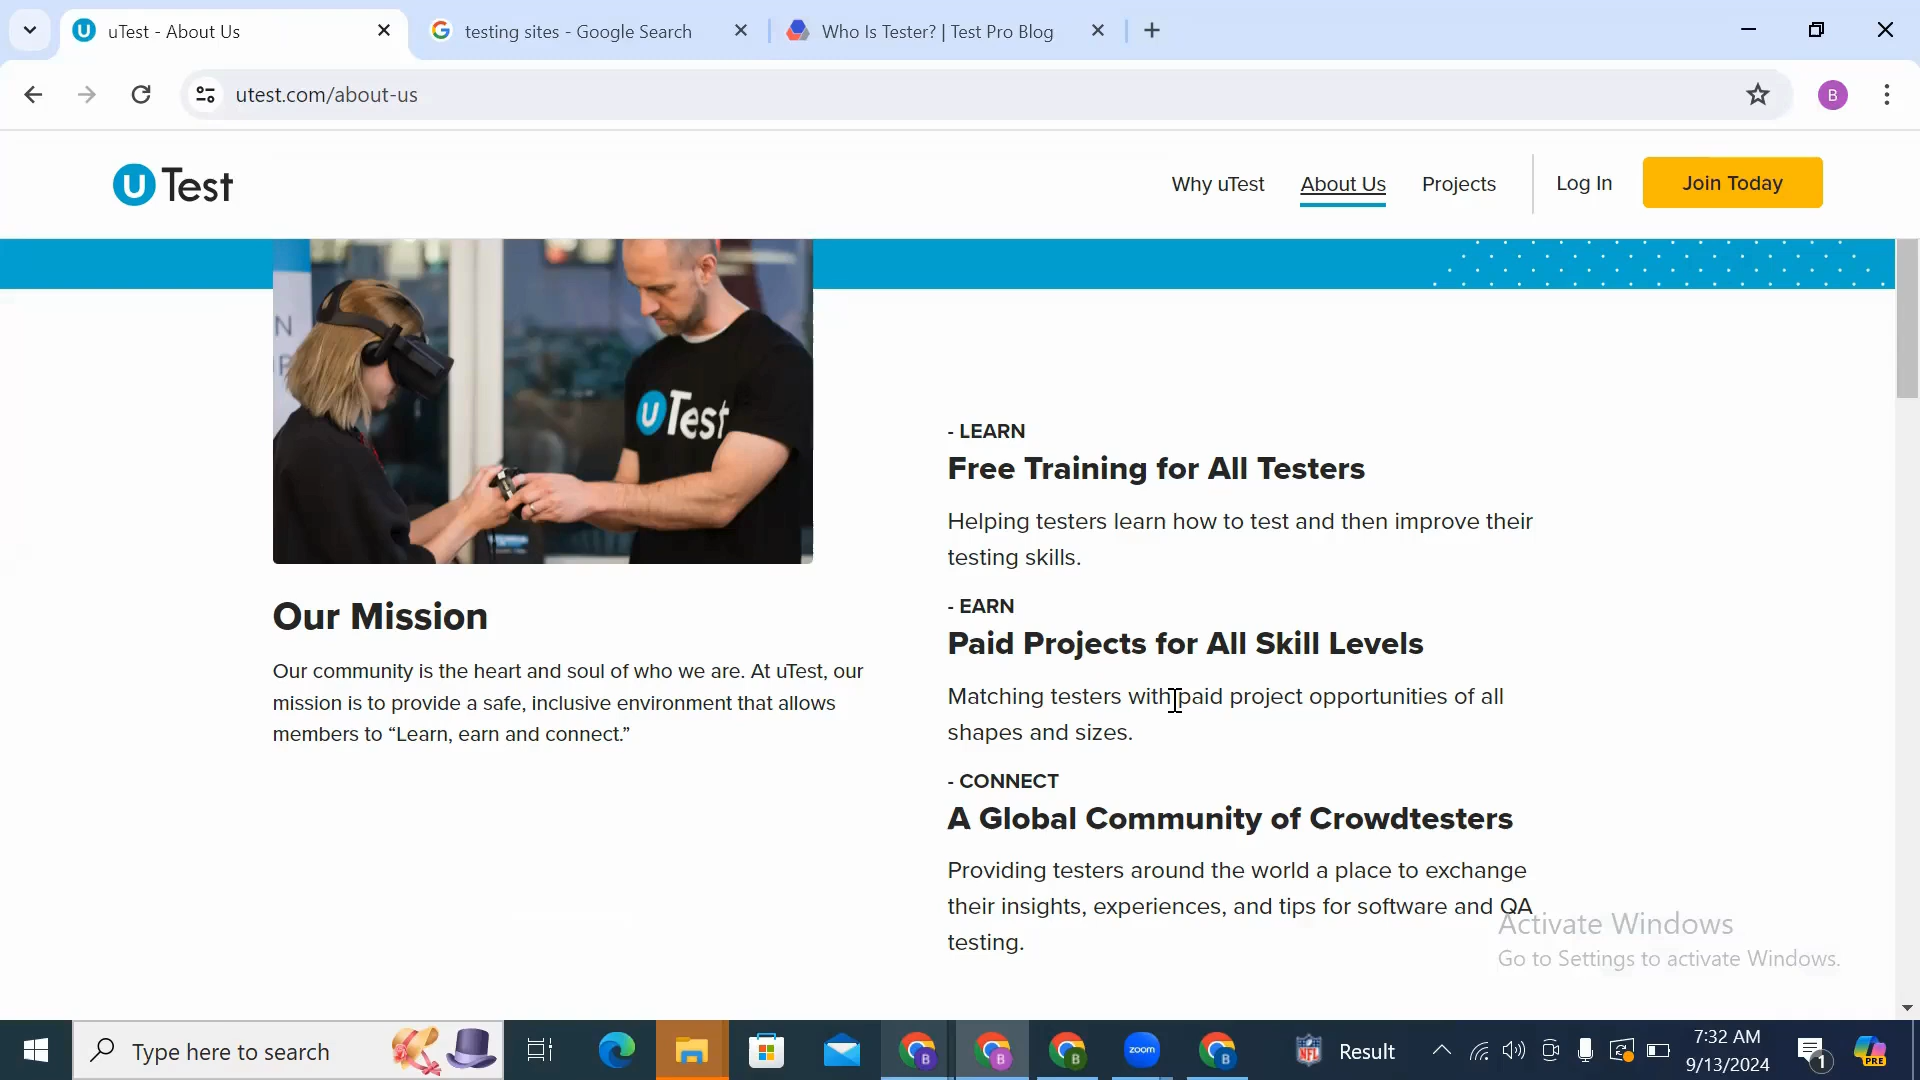 uTest - About Us
testing sites - Google Search
Who Is Tester? | Test Pro Blog
utest.com/about-us
B
U Test
Why uTest
About Us
Projects
Log In
Join Today
uTest
- LEARN
Free Training for All Testers
Helping testers learn how to test and then improve their
testing skills.
- EARN
Paid Projects for All Skill Levels
Matching testers with paid project opportunities of all
shapes and sizes.
- CONNECT
A Global Community of Crowdtesters
Providing testers around the world a place to exchange
their insights, experiences, and tips for software and QA
testing.
Our Mission
Our community is the heart and soul of who we are. At uTest, our
mission is to provide a safe, inclusive environment that allows
members to “Learn, earn and connect.”
Activate Windows
Go to Settings to activate Windows.
Type here to search
B
B
B
zoom
B
Result
7:32 AM
9/13/2024
1
PRE